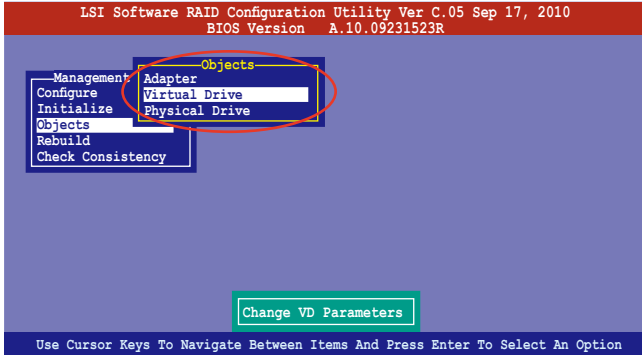 LSI Software RAID Configuration Utility Ver C.05 Sep 17, 2010
BIOS Version A.10.09231523R
Objects
Management
Adapter
Configure
Virtual Drive
Initialize
Physical Drive
Objects
Rebuild
Check Consistency
Change VD Parameters
Use Cursor Keys To Navigate Between Items And Press Enter To Select An Option